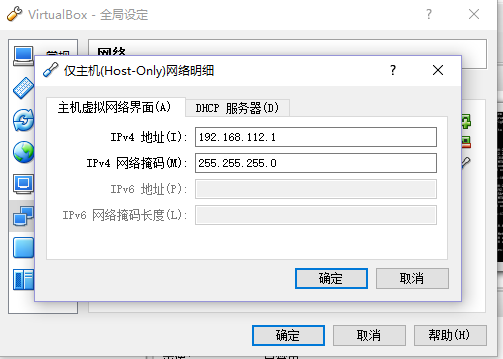 VirtualBox - 全局设定
? ×
常规
网络
仅主机(Host-Only)网络明细
? ×
主机虚拟网络界面(A)
DHCP 服务器(D)
IPv4 地址(I):
192.168.112.1
IPv4 网络掩码(M):
255.255.255.0
IPv6 地址(P):
IPv6 网络掩码长度(L):
确定
取消
确定
取消
帮助(H)